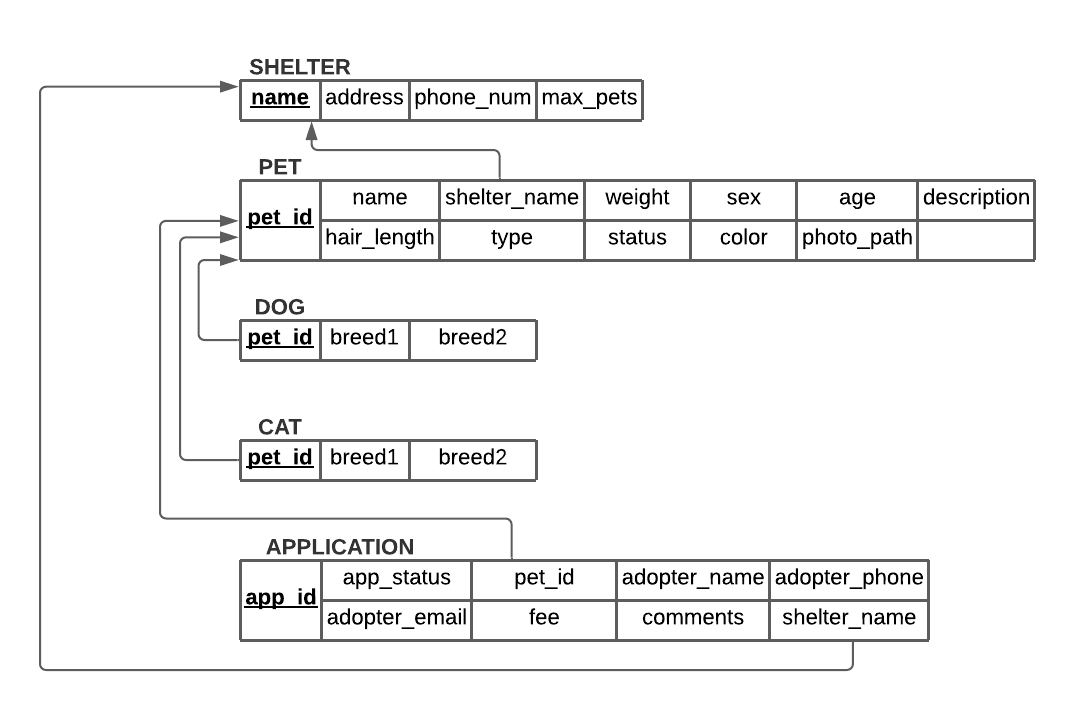 SHELTER
name address phone_num max_pets
PET
pet_id
name shelter_name weight sex age description
hair_length type status color photo_path
DOG
pet_id breed1 breed2
CAT
pet_id breed1 breed2
APPLICATION
app_id
app_status pet_id adopter_name adopter_phone
adopter_email fee comments shelter_name